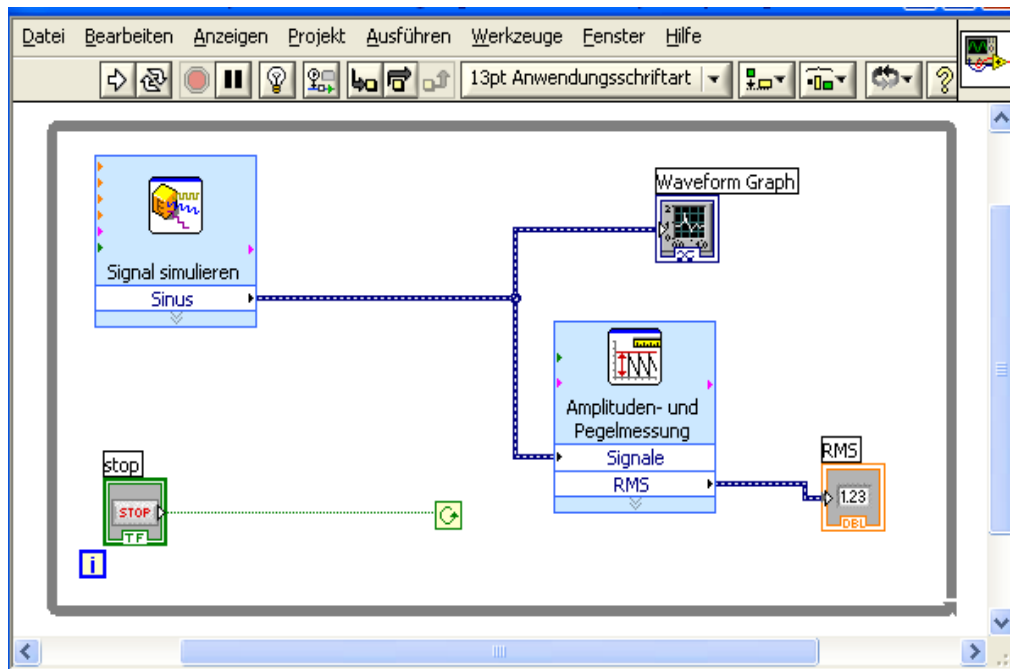 Datei Bearbeiten Anzeigen Projekt Ausführen Werkzeuge Fenster Hilfe
13pt Anwendungsschriftart
Waveform Graph
Signal simulieren
Sinus
Amplituden- und
Pegelmessung
Signale
RMS
RMS
1.23
DBL
stop
STOP
TF
i